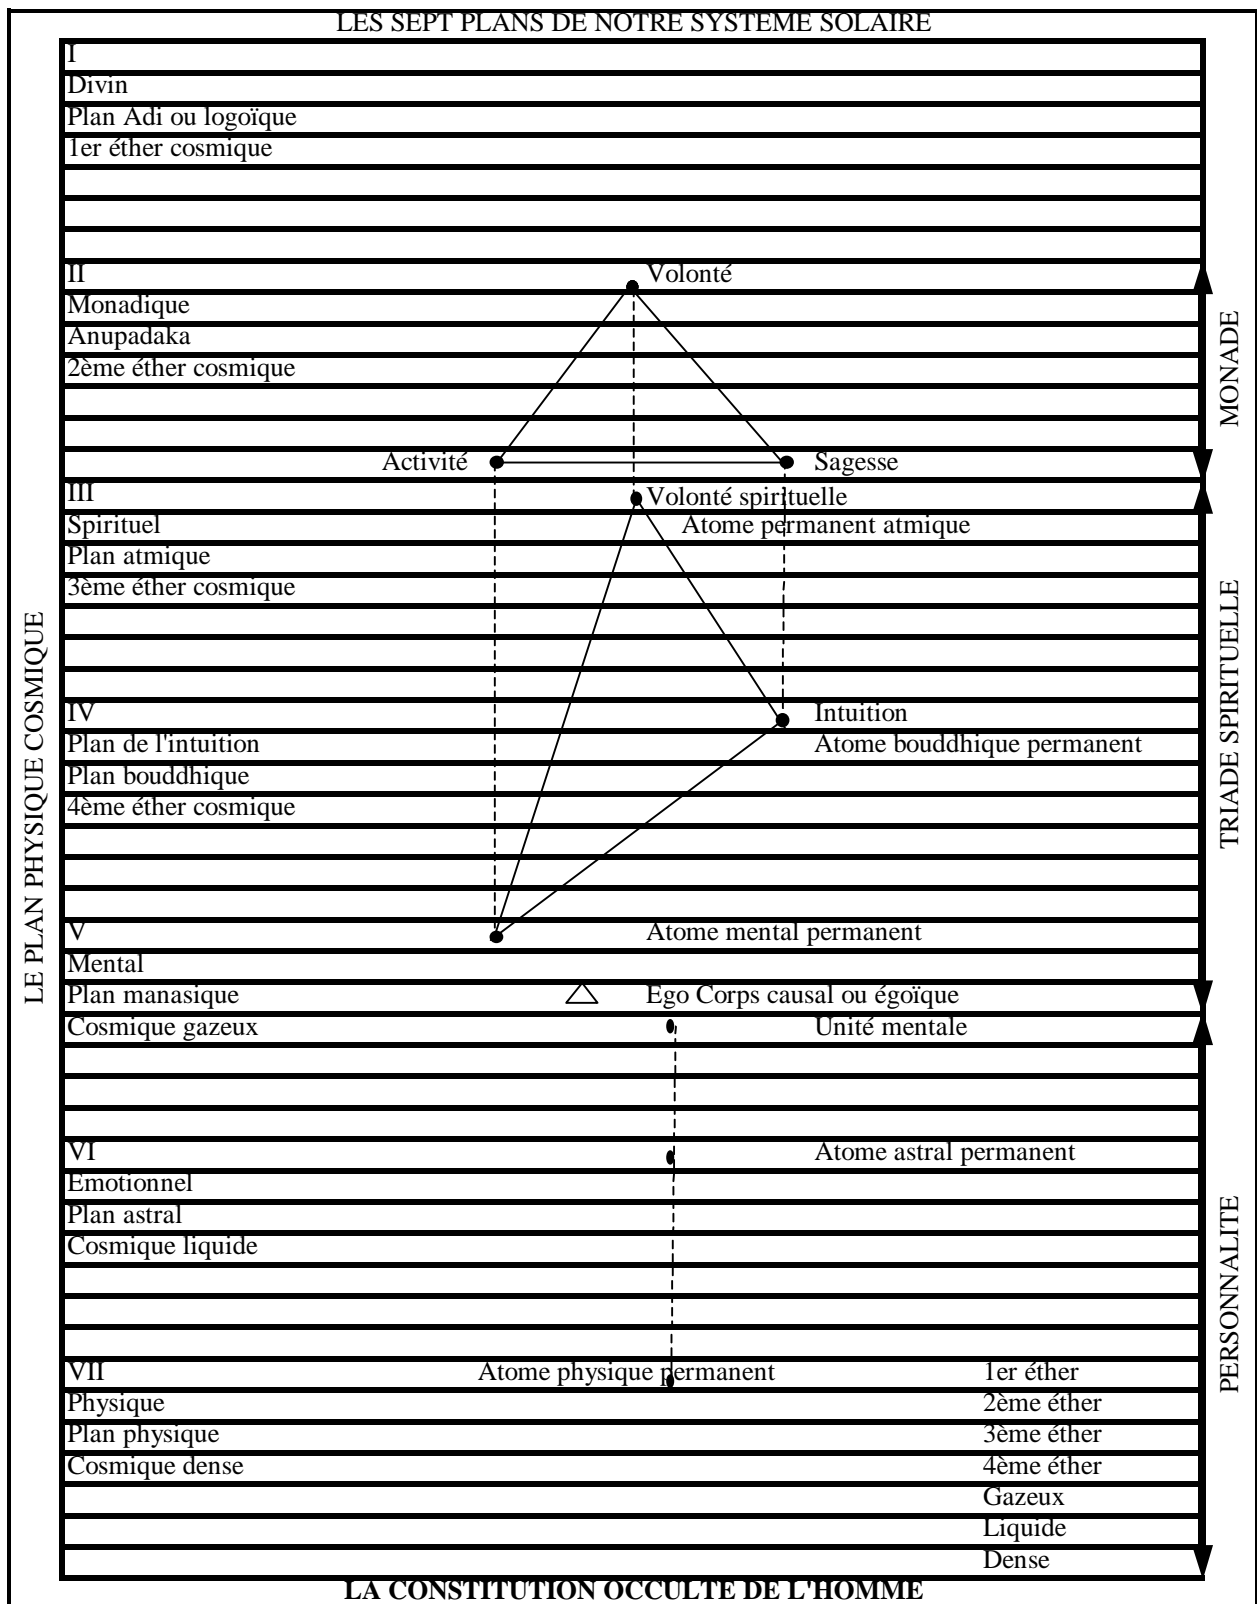 LES SEPT PLANS DE NOTRE SYSTEME SOLAIRE
I
Divin
Plan Adi ou logoïque
1er éther cosmique
II Volonté
Monadique
Anupadaka
2ème éther cosmique
Activité Sagesse
MONADE
III Volonté spirituelle
Spirituel Atome permanent atmique
Plan atmique
3ème éther cosmique
IV Intuition
Plan de l'intuition Atome bouddhique permanent
Plan bouddhique
4ème éther cosmique
TRIADE SPIRITUELLE
LE PLAN PHYSIQUE COSMIQUE
V Atome mental permanent
Mental
Plan manasique Ego Corps causal ou égoïque
Cosmique gazeux Unité mentale
VI Atome astral permanent
Emotionnel
Plan astral
Cosmique liquide
PERSONNALITE
VII Atome physique permanent 1er éther
Physique 2ème éther
Plan physique 3ème éther
Cosmique dense 4ème éther
Gazeux
Liquide
Dense
LA CONSTITUTION OCCULTE DE L'HOMME